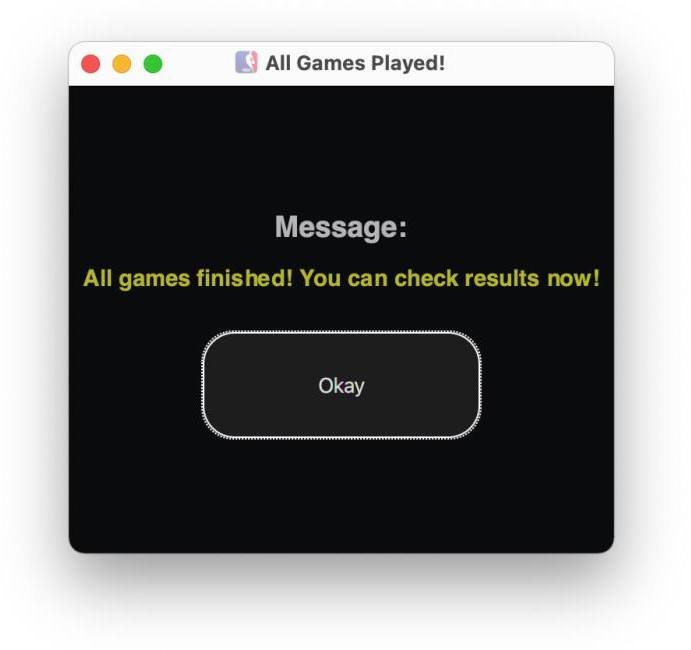 All Games Played!
Message:
All games finished! You can check results now!
Okay